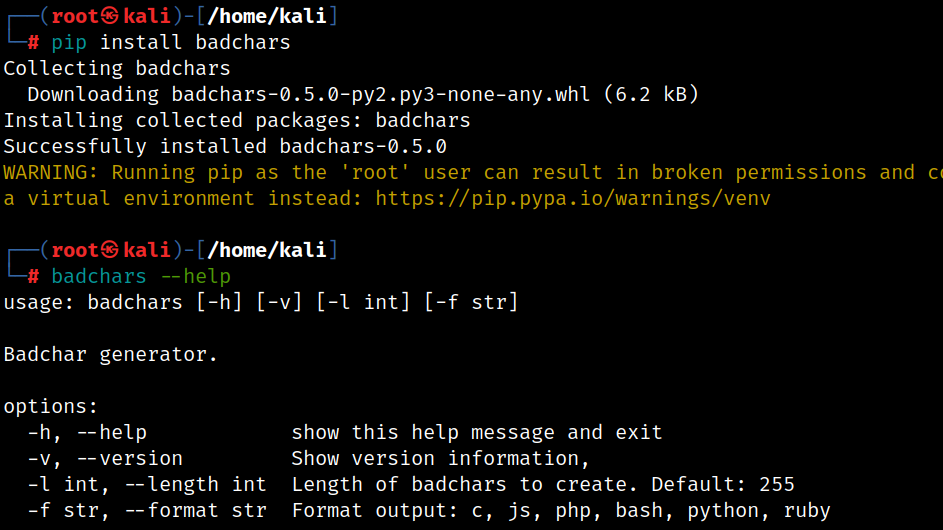 ┌──(root㉿kali)-[/home/kali]
└─# pip install badchars
Collecting badchars
  Downloading badchars-0.5.0-py2.py3-none-any.whl (6.2 kB)
Installing collected packages: badchars
Successfully installed badchars-0.5.0
WARNING: Running pip as the 'root' user can result in broken permissions and
a virtual environment instead: https://pip.pypa.io/warnings/venv
┌──(root㉿kali)-[/home/kali]
└─# badchars --help
usage: badchars [-h] [-v] [-l int] [-f str]
Badchar generator.
options:
  -h, --help            show this help message and exit
  -v, --version         Show version information,
  -l int, --length int  Length of badchars to create. Default: 255
  -f str, --format str  Format output: c, js, php, bash, python, ruby